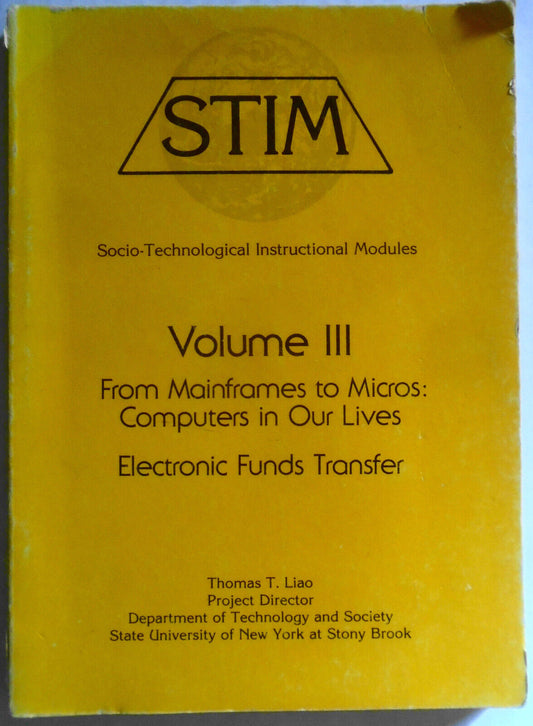 STIM
Socio-Technological Instructional Modules
Volume III
From Mainframes to Micros:
Computers in Our Lives
Electronic Funds Transfer
Thomas T. Liao
Project Director
Department of Technology and Society
State University of New York at Stony Brook